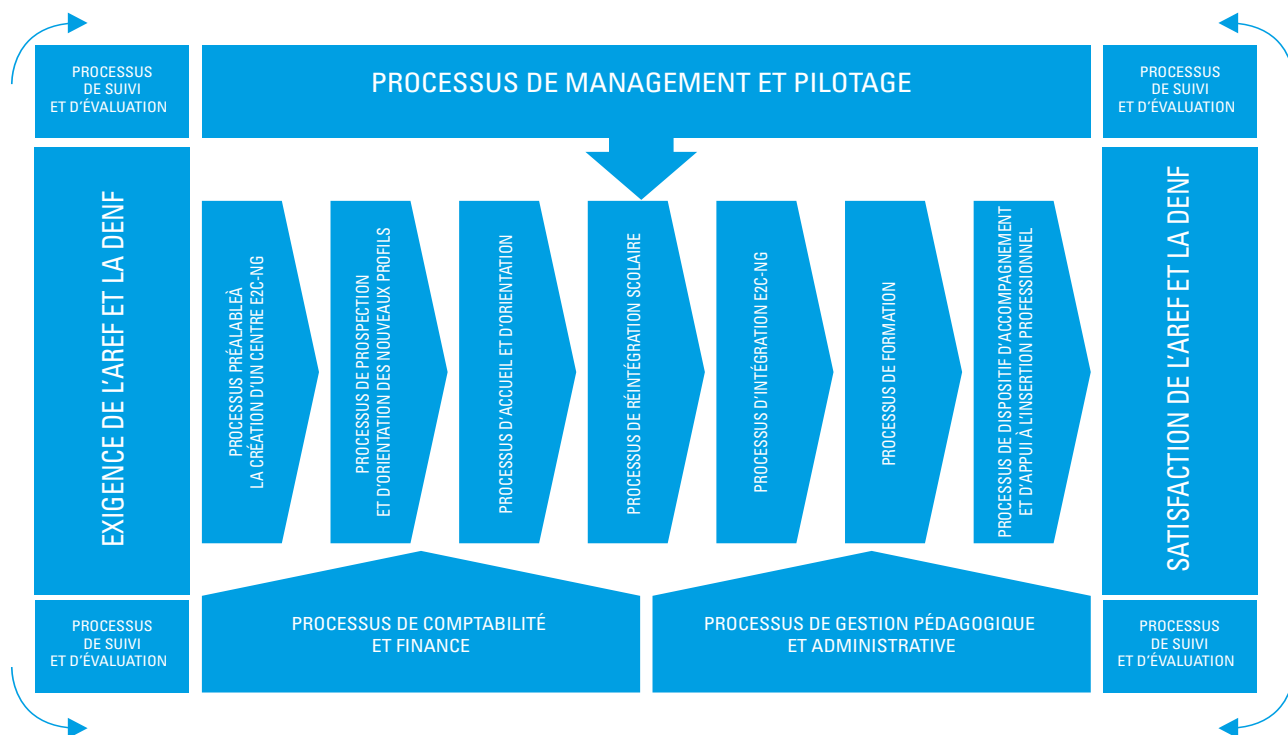 PROCESSUS
DE SUIVI
ET D'ÉVALUATION
PROCESSUS DE MANAGEMENT ET PILOTAGE
PROCESSUS
DE SUIVI
ET D'ÉVALUATION
EXIGENCE DE L'AREF ET LA DENF
PROCESSUS PRÉALABLEÀ
LA CRÉATION D'UN CENTRE E2C-NG
PROCESSUS DE PROSPECTION
ET D'ORIENTATION DES NOUVEAUX PROFILS
PROCESSUS D'ACCUEIL ET D'ORIENTATION
PROCESSUS DE RÉINTÉGRATION SCOLAIRE
PROCESSUS D'INTÉGRATION E2C-NG
PROCESSUS DE FORMATION
PROCESSUS DE DISPOSITIF D'ACCOMPAGNEMENT
ET D'APPUI À L'INSERTION PROFESSIONNEL
SATISFACTION DE L'AREF ET LA DENF
PROCESSUS
DE SUIVI
ET D'ÉVALUATION
PROCESSUS DE COMPTABILITÉ
ET FINANCE
PROCESSUS DE GESTION PÉDAGOGIQUE
ET ADMINISTRATIVE
PROCESSUS
DE SUIVI
ET D'ÉVALUATION